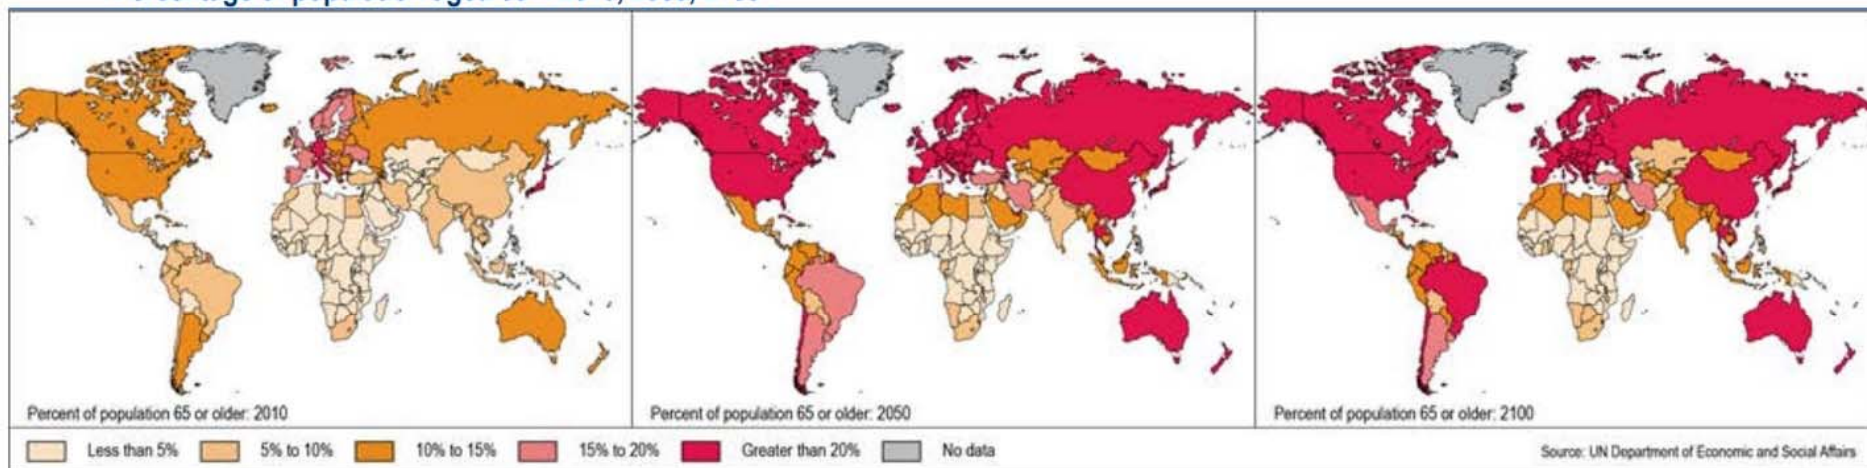 Percent of population 65 or older: 2010
Percent of population 65 or older: 2050
Percent of population 65 or older: 2100
Less than 5%
5% to 10%
10% to 15%
15% to 20%
Greater than 20%
No data
Source: UN Department of Economic and Social Affairs